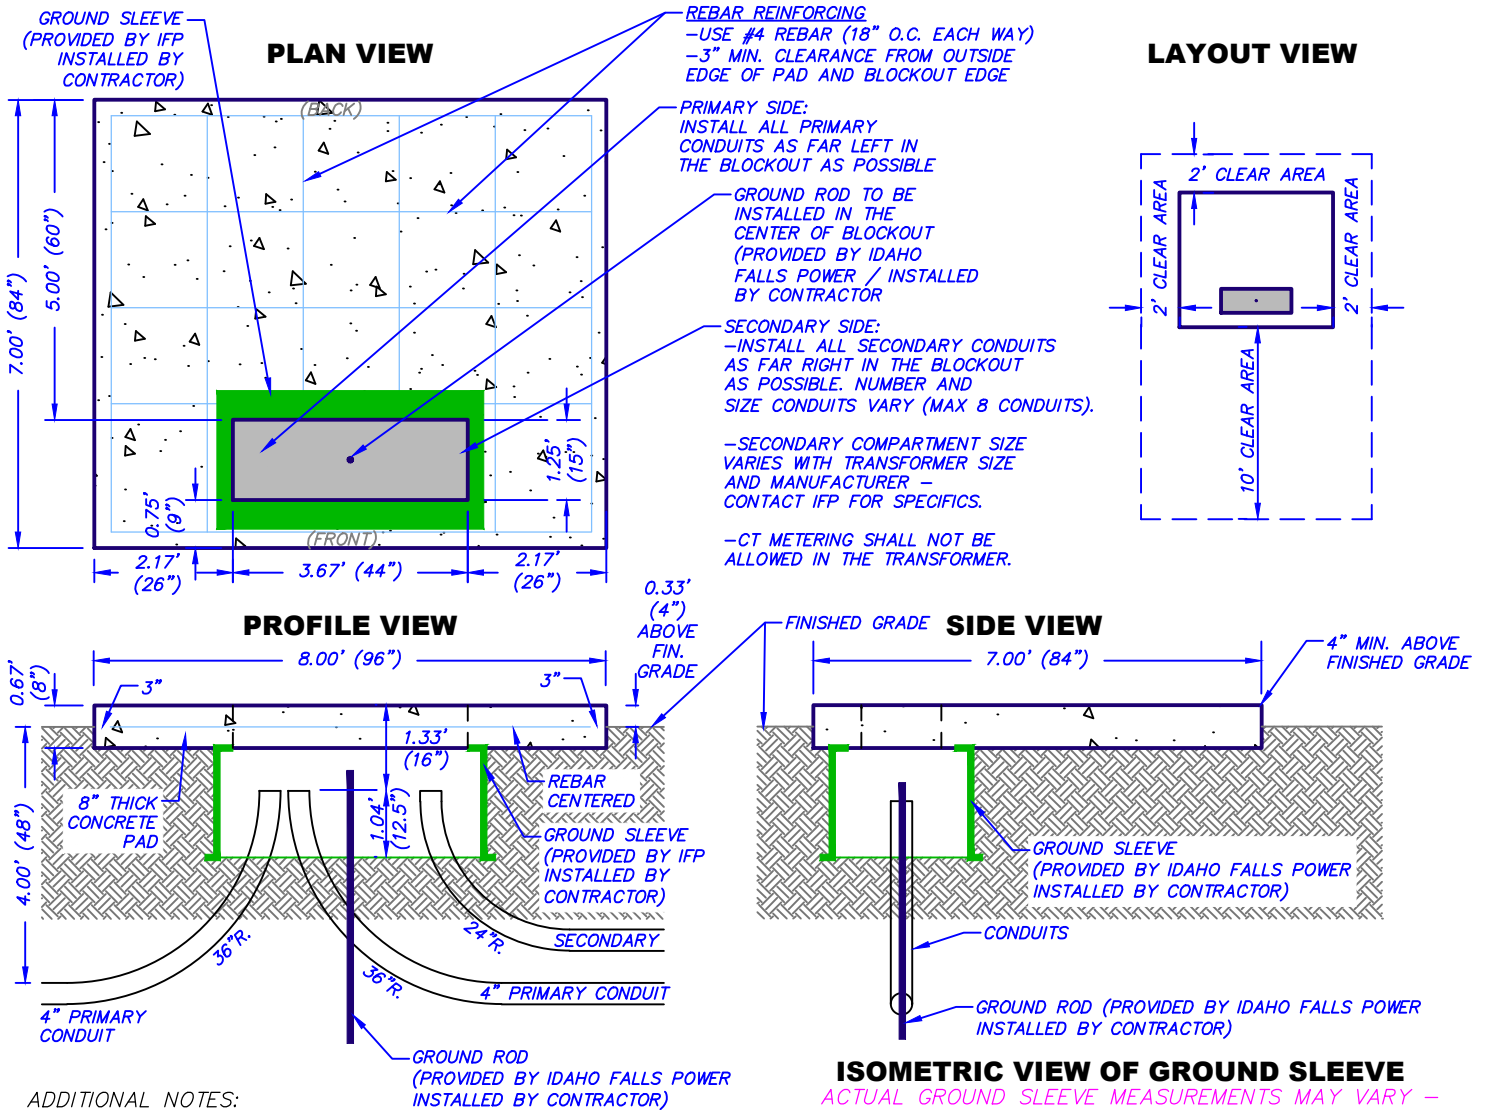 GROUND SLEEVE
(PROVIDED BY IFP
INSTALLED BY
CONTRACTOR)
PLAN VIEW
REBAR REINFORCING
-USE #4 REBAR (18" O.C. EACH WAY)
-3" MIN. CLEARANCE FROM OUTSIDE
EDGE OF PAD AND BLOCKOUT EDGE
LAYOUT VIEW
(BACK)
PRIMARY SIDE:
INSTALL ALL PRIMARY
CONDUITS AS FAR LEFT IN
THE BLOCKOUT AS POSSIBLE
GROUND ROD TO BE
INSTALLED IN THE
CENTER OF BLOCKOUT
(PROVIDED BY IDAHO
FALLS POWER / INSTALLED
BY CONTRACTOR
SECONDARY SIDE:
-INSTALL ALL SECONDARY CONDUITS
AS FAR RIGHT IN THE BLOCKOUT
AS POSSIBLE. NUMBER AND
SIZE CONDUITS VARY (MAX 8 CONDUITS).
-SECONDARY COMPARTMENT SIZE
VARIES WITH TRANSFORMER SIZE
AND MANUFACTURER -
CONTACT IFP FOR SPECIFICS.
-CT METERING SHALL NOT BE
ALLOWED IN THE TRANSFORMER.
7.00' (84")
5.00' (60")
0.75'
(9")
1.25'
(15")
(FRONT)
2.17'
(26")
3.67' (44")
2.17'
(26")
2' CLEAR AREA
2' CLEAR AREA
2' CLEAR AREA
10' CLEAR AREA
PROFILE VIEW
8.00' (96")
0.33'
(4")
ABOVE
FIN.
GRADE
FINISHED GRADE
0.67'
(8")
3"
3"
1.33'
(16")
1.04'
(12.5")
4.00' (48")
8" THICK
CONCRETE
PAD
REBAR
CENTERED
GROUND SLEEVE
(PROVIDED BY IFP
INSTALLED BY
CONTRACTOR)
36"R.
36"R.
24"R.
SECONDARY
4" PRIMARY CONDUIT
4" PRIMARY
CONDUIT
GROUND ROD
(PROVIDED BY IDAHO FALLS POWER
INSTALLED BY CONTRACTOR)
SIDE VIEW
7.00' (84")
4" MIN. ABOVE
FINISHED GRADE
GROUND SLEEVE
(PROVIDED BY IDAHO FALLS POWER
INSTALLED BY CONTRACTOR)
CONDUITS
GROUND ROD (PROVIDED BY IDAHO FALLS POWER
INSTALLED BY CONTRACTOR)
ISOMETRIC VIEW OF GROUND SLEEVE
ACTUAL GROUND SLEEVE MEASUREMENTS MAY VARY -
ADDITIONAL NOTES: